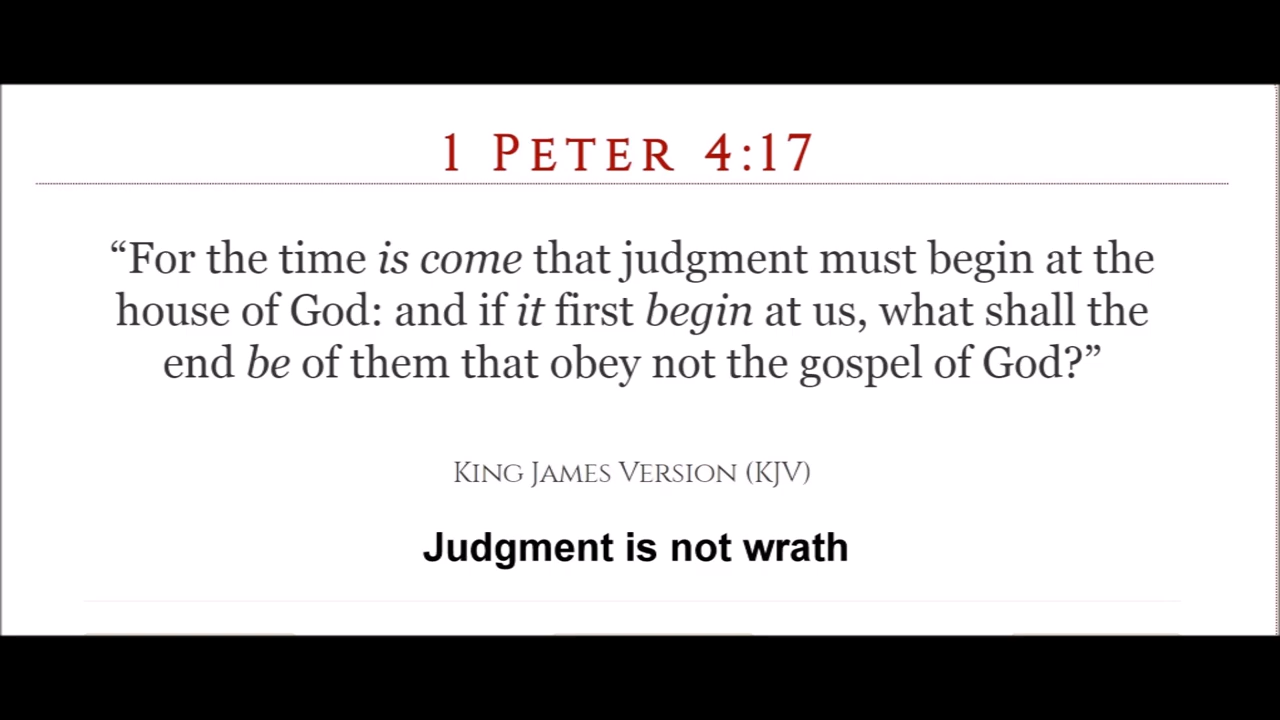 1 PETER 4:17
“For the time is come that judgment must begin at the
house of God: and if it first begin at us, what shall the
end be of them that obey not the gospel of God?”
KING JAMES VERSION (KJV)
Judgment is not wrath